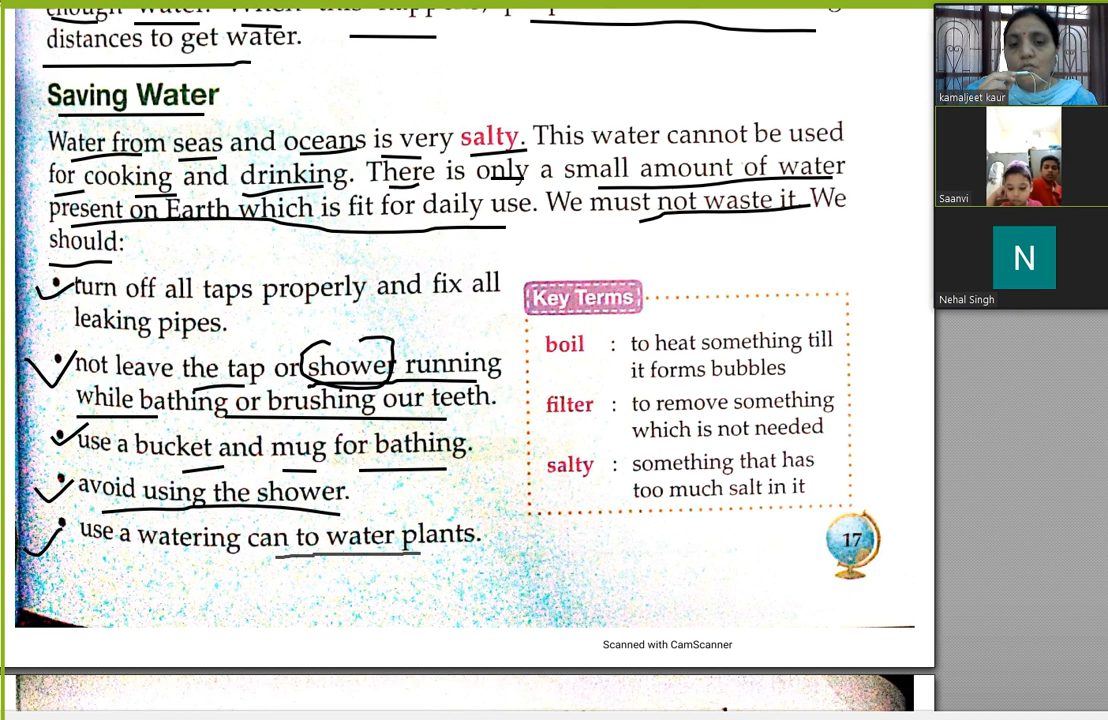 distances to get water.
Saving Water
Water from seas and oceans is very salty. This water cannot be used
for cooking and drinking. There is only a small amount of water
present on Earth which is fit for daily use. We must not waste it. We
should:
turn off all taps properly and fix all
leaking pipes.
not leave the tap or shower running
while bathing or brushing our teeth.
use a bucket and mug for bathing.
avoid using the shower.
use a watering can to water plants.
Key Terms
boil : to heat something till
it forms bubbles
filter : to remove something
which is not needed
salty : something that has
too much salt in it
17
Scanned with CamScanner
kamaljeet kaur
Saanvi
N
Nehal Singh